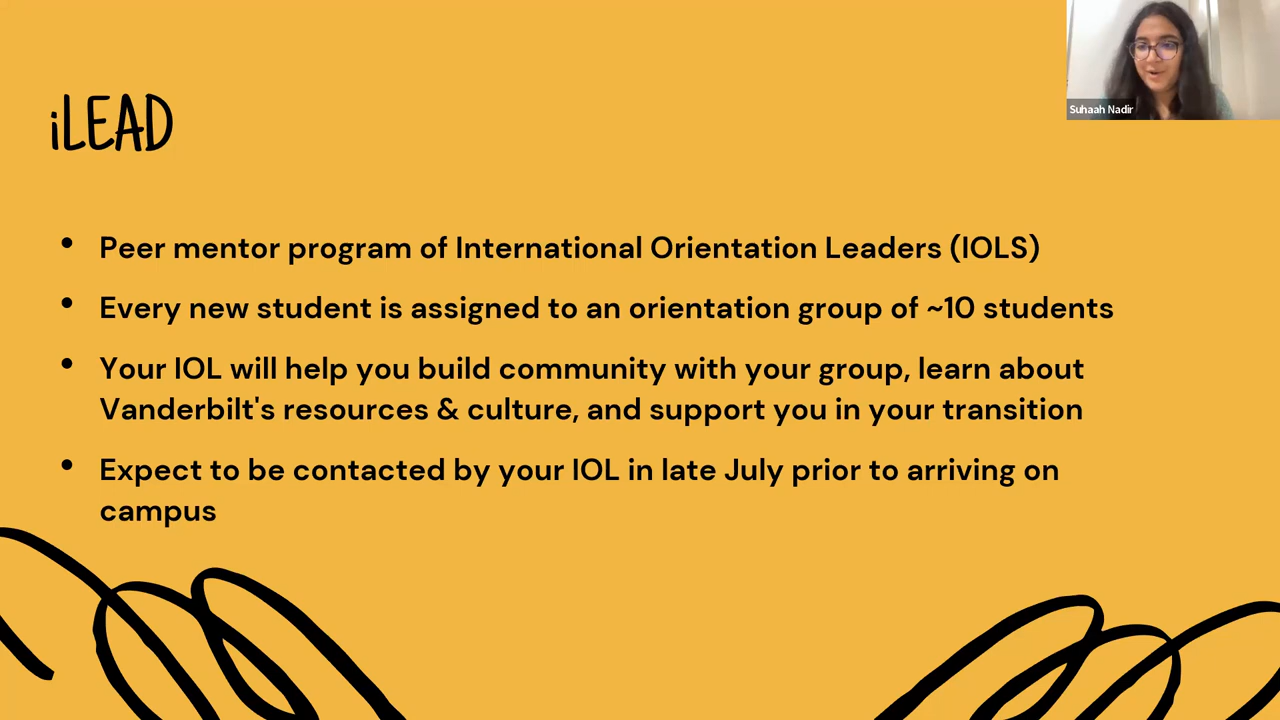 Suhaah Nadir
iLEAD
• Peer mentor program of International Orientation Leaders (IOLS)
• Every new student is assigned to an orientation group of ~10 students
• Your IOL will help you build community with your group, learn about
Vanderbilt's resources & culture, and support you in your transition
• Expect to be contacted by your IOL in late July prior to arriving on
campus